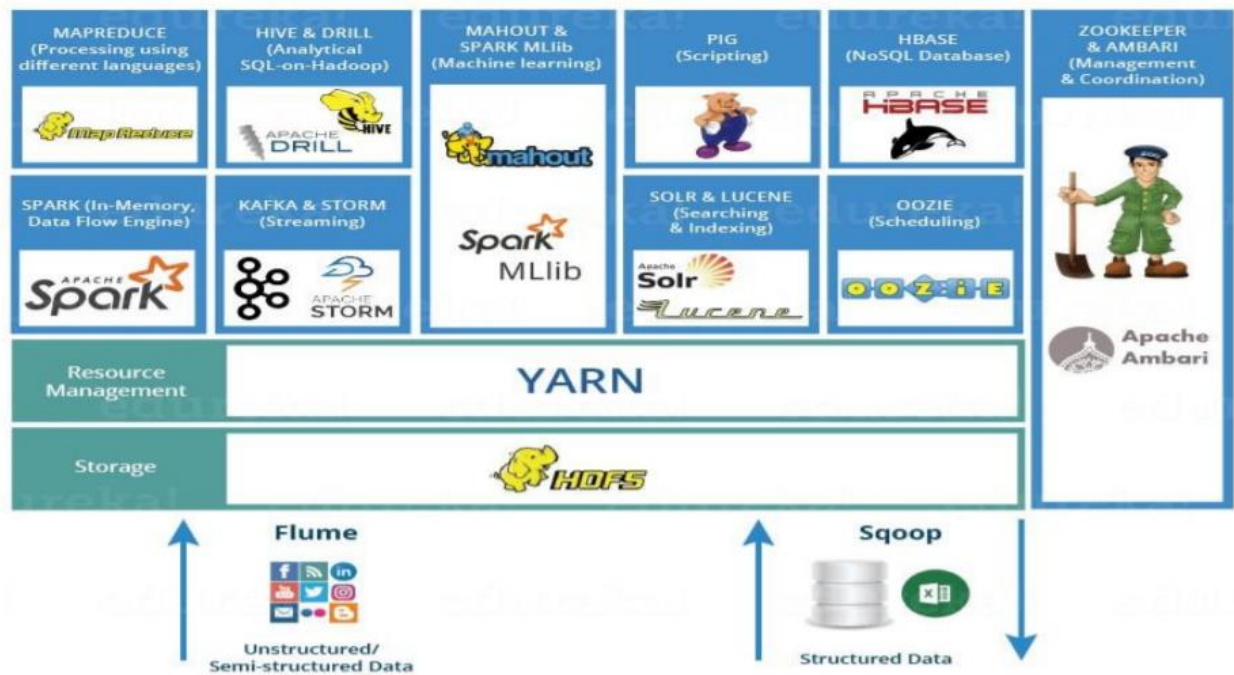 MAPREDUCE
(Processing using
different languages)
Map Reduce
HIVE & DRILL
(Analytical
SQL-on-Hadoop)
HIVE
APACHE
DRILL
MAHOUT &
SPARK MLlib
(Machine learning)
mahout
Spark
MLlib
PIG
(Scripting)
HBASE
(NoSQL Database)
APACHE
HBASE
ZOOKEEPER
& AMBARI
(Management
& Coordination)
Apache
Ambari
SPARK (In-Memory,
Data Flow Engine)
APACHE
Spark
KAFKA & STORM
(Streaming)
APACHE
STORM
SOLR & LUCENE
(Searching
& Indexing)
Apache
Solr
Lucene
OOZIE
(Scheduling)
OOZIE
Resource
Management
YARN
Storage
HDFS
Flume
Unstructured/
Semi-structured Data
Sqoop
Structured Data
edureka!